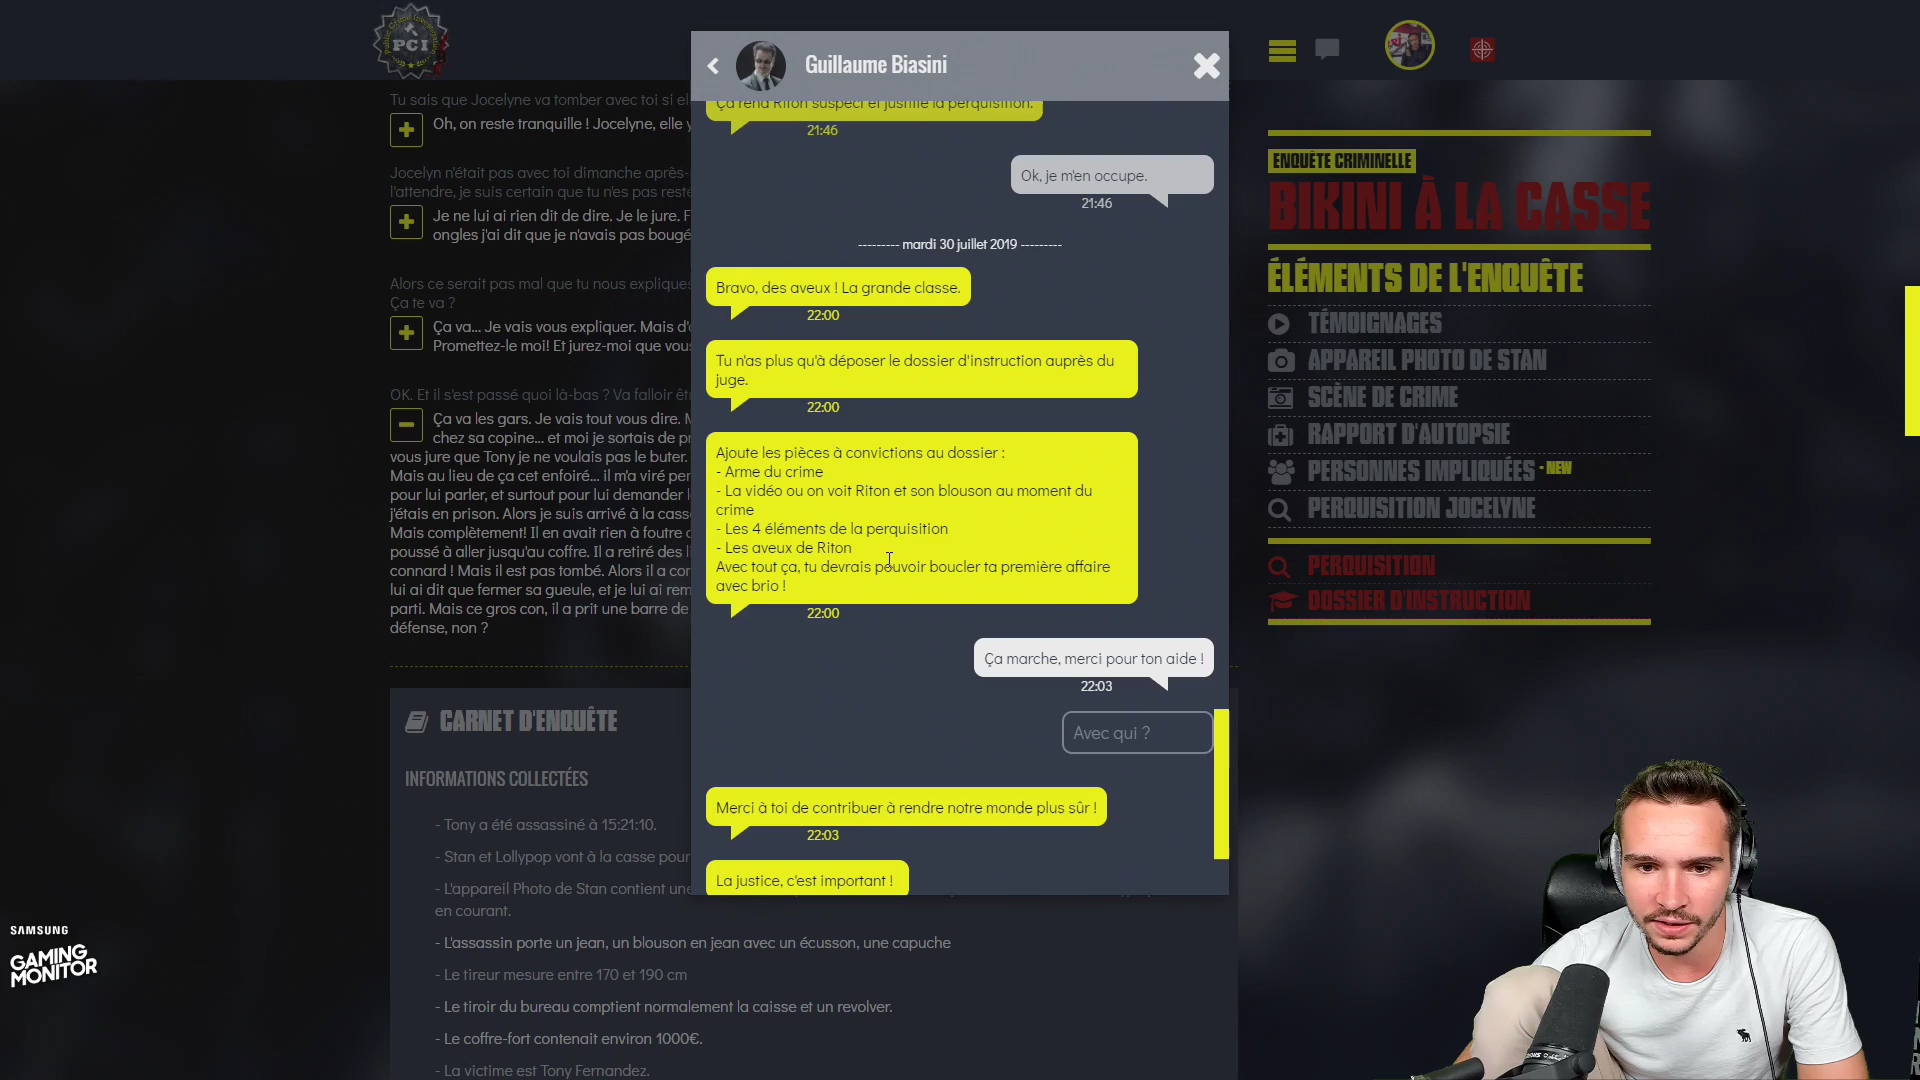 PCI
Guillaume Biasini
Tu sais que Jocelyne va tomber avec toi si el
Oh, on reste tranquille ! Jocelyne, elle y
Jocelyn n'était pas avec toi dimanche après-
l'attendre, je suis certain que tu n'es pas resté
Je ne lui ai rien dit de dire. Je le jure. F
ongles j'ai dit que je n'avais pas bougé
Alors ce serait pas mal que tu nous expliques
Ça te va ?
Ça va... Je vais vous expliquer. Mais d'
Promettez-le moi! Et jurez-moi que vous
OK. Et il s'est passé quoi là-bas ? Va falloir êt
Ça va les gars. Je vais tout vous dire.
chez sa copine... et moi je sortais de pr
vous jure que Tony je ne voulais pas le buter.
Mais au lieu de ça cet enfoiré... il m'a viré per
pour lui parler, et surtout pour lui demander l
j'étais en prison. Alors je suis arrivé à la cass
Mais complètement! Il en avait rien à foutre
poussé à aller jusqu'au coffre. Il a retiré des li
connard ! Mais il est pas tombé. Alors il a cor
lui ai dit que fermer sa gueule, et je lui ai rem
parti. Mais ce gros con, il a prit une barre de
défense, non ?
CARNET D'ENQUÊTE
INFORMATIONS COLLECTÉES
- Tony a été assassiné à 15:21:10.
- Stan et Lollypop vont à la casse pour
- L'appareil Photo de Stan contient une
en courant.
- L'assassin porte un jean, un blouson en jean avec un écusson, une capuche
- Le tireur mesure entre 170 et 190 cm
- Le tiroir du bureau comptient normalement la caisse et un revolver.
- Le coffre-fort contenait environ 1000€.
- La victime est Tony Fernandez.
Ça rend Riton suspect et justifie la perquisition.
21:46
Ok, je m'en occupe.
21:46
--------- mardi 30 juillet 2019 ---------
Bravo, des aveux ! La grande classe.
22:00
Tu n'as plus qu'à déposer le dossier d'instruction auprès du
juge.
22:00
Ajoute les pièces à convictions au dossier :
- Arme du crime
- La vidéo ou on voit Riton et son blouson au moment du
crime
- Les 4 éléments de la perquisition
- Les aveux de Riton
Avec tout ça, tu devrais pouvoir boucler ta première affaire
avec brio !
22:00
Ça marche, merci pour ton aide !
22:03
Avec qui ?
Merci à toi de contribuer à rendre notre monde plus sûr !
22:03
La justice, c'est important !
ENQUÊTE CRIMINELLE
BIKINI À LA CASSE
ÉLÉMENTS DE L'ENQUÊTE
TÉMOIGNAGES
APPAREIL PHOTO DE STAN
SCÈNE DE CRIME
RAPPORT D'AUTOPSIE
PERSONNES IMPLIQUÉES - NEW
PERQUISITION JOCELYNE
PERQUISITION
DOSSIER D'INSTRUCTION
SAMSUNG
GAMING
MONITOR